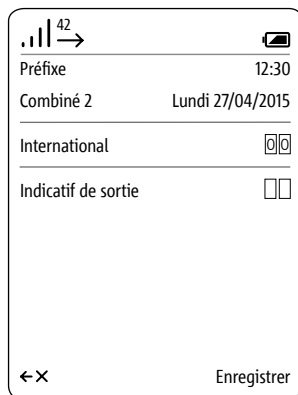 42
Préfixe 12:30
Combiné 2 Lundi 27/04/2015
International 00
Indicatif de sortie
Enregistrer